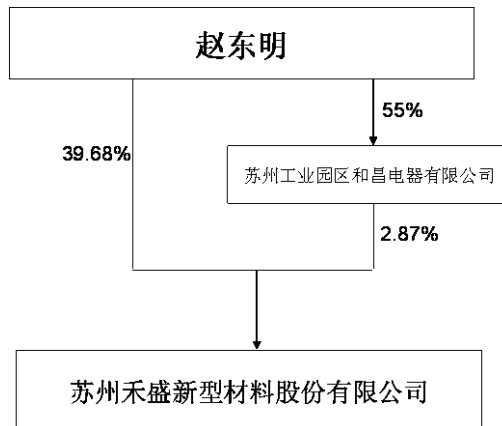 赵东明
55%
39.68%
苏州工业园区和昌电器有限公司
2.87%
苏州禾盛新型材料股份有限公司